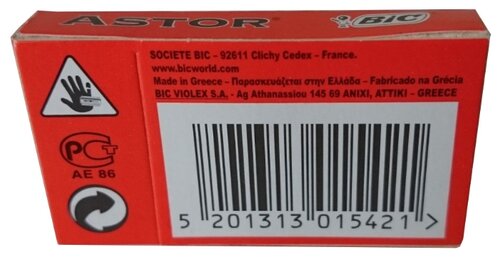 ASTOR®
BIC®
SOCIETE BIC – 92611 Clichy Cedex – France.
www.bicworld.com
Made in Greece – Παρασκευάζεται στην Ελλάδα – Fabricado na Grécia
BIC VIOLEX S.A. - Ag Athanassiou 145 69 ANIXI, ATTIKI – GREECE
PCT
AE 86
5 201313 015421 >